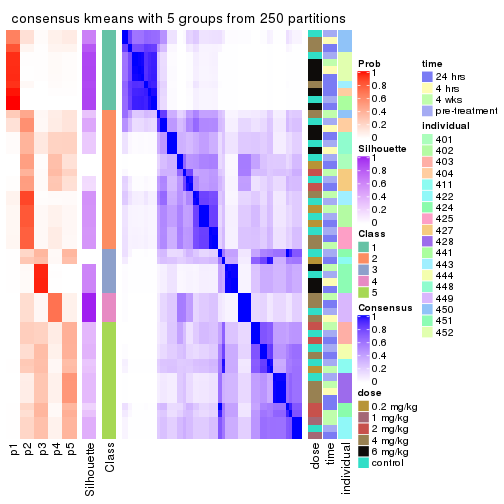 consensus kmeans with 5 groups from 250 partitions
Prob
1
0.8
0.6
0.4
0.2
0
Silhouette
1
0.8
0.6
0.4
0.2
0
Class
1
2
3
4
5
Consensus
1
0.8
0.6
0.4
0.2
0
dose
0.2 mg/kg
1 mg/kg
2 mg/kg
4 mg/kg
6 mg/kg
control
time
24 hrs
4 hrs
4 wks
pre-treatment
individual
401
402
403
404
411
422
424
425
427
428
441
443
444
448
449
450
451
452
p1
p2
p3
p4
p5
Silhouette
Class
dose
time
individual